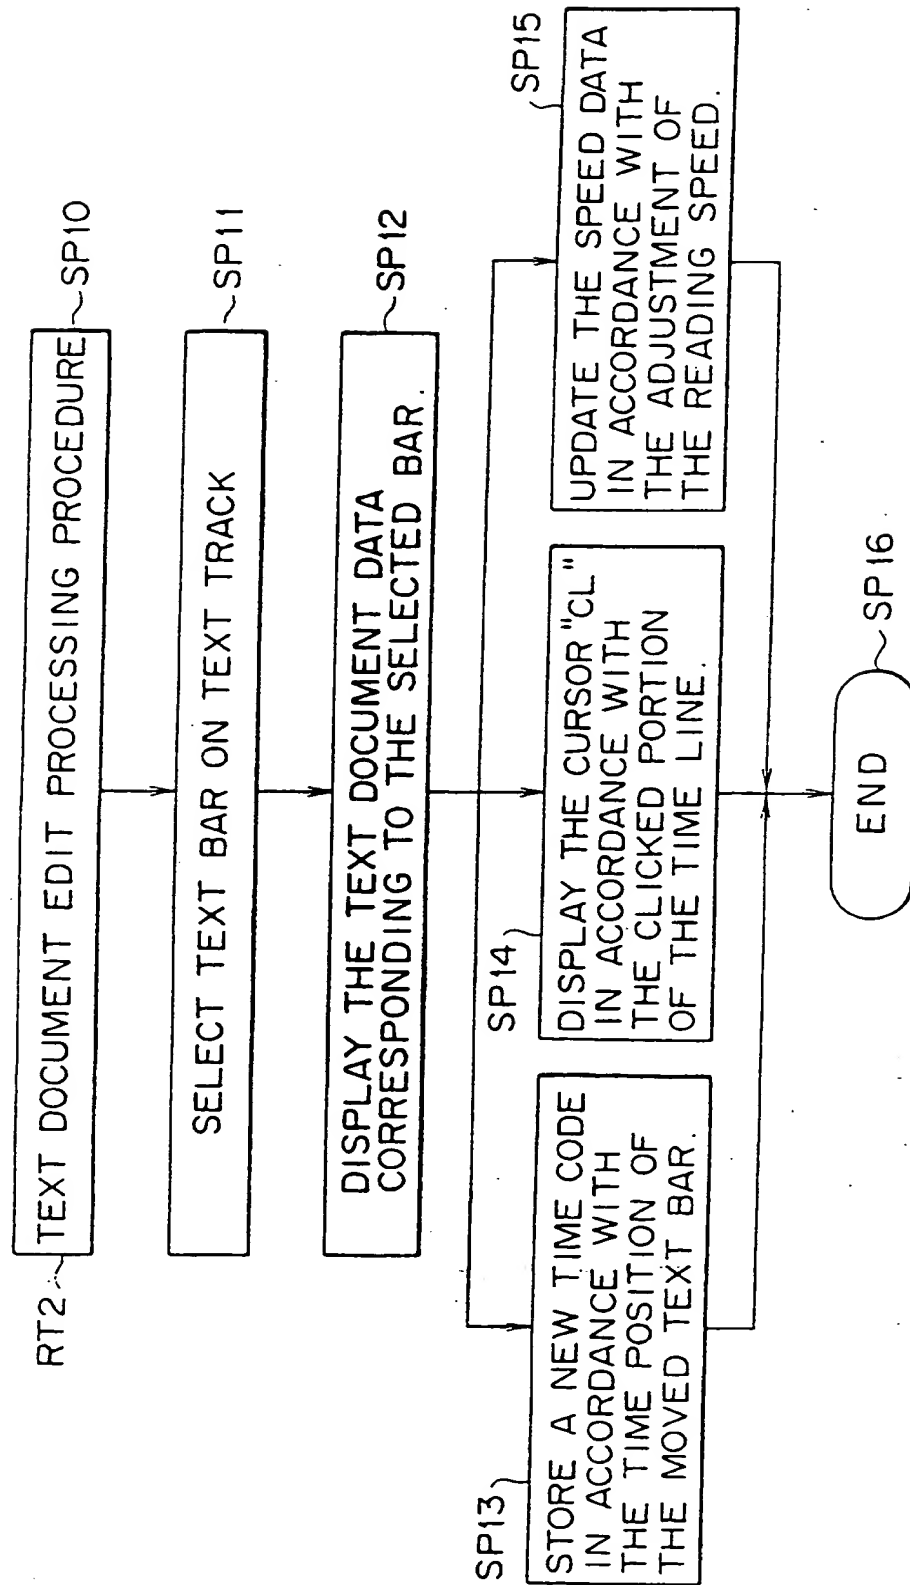 RT2
TEXT DOCUMENT EDIT PROCESSING PROCEDURE
SP10
SELECT TEXT BAR ON TEXT TRACK
SP11
DISPLAY THE TEXT DOCUMENT DATA
CORRESPONDING TO THE SELECTED BAR.
SP12
SP13
STORE A NEW TIME CODE
IN ACCORDANCE WITH
THE TIME POSITION OF
THE MOVED TEXT BAR.
SP14
DISPLAY THE CURSOR "CL"
IN ACCORDANCE WITH
THE CLICKED PORTION
OF THE TIME LINE.
SP15
UPDATE THE SPEED DATA
IN ACCORDANCE WITH
THE ADJUSTMENT OF
THE READING SPEED.
END
SP16